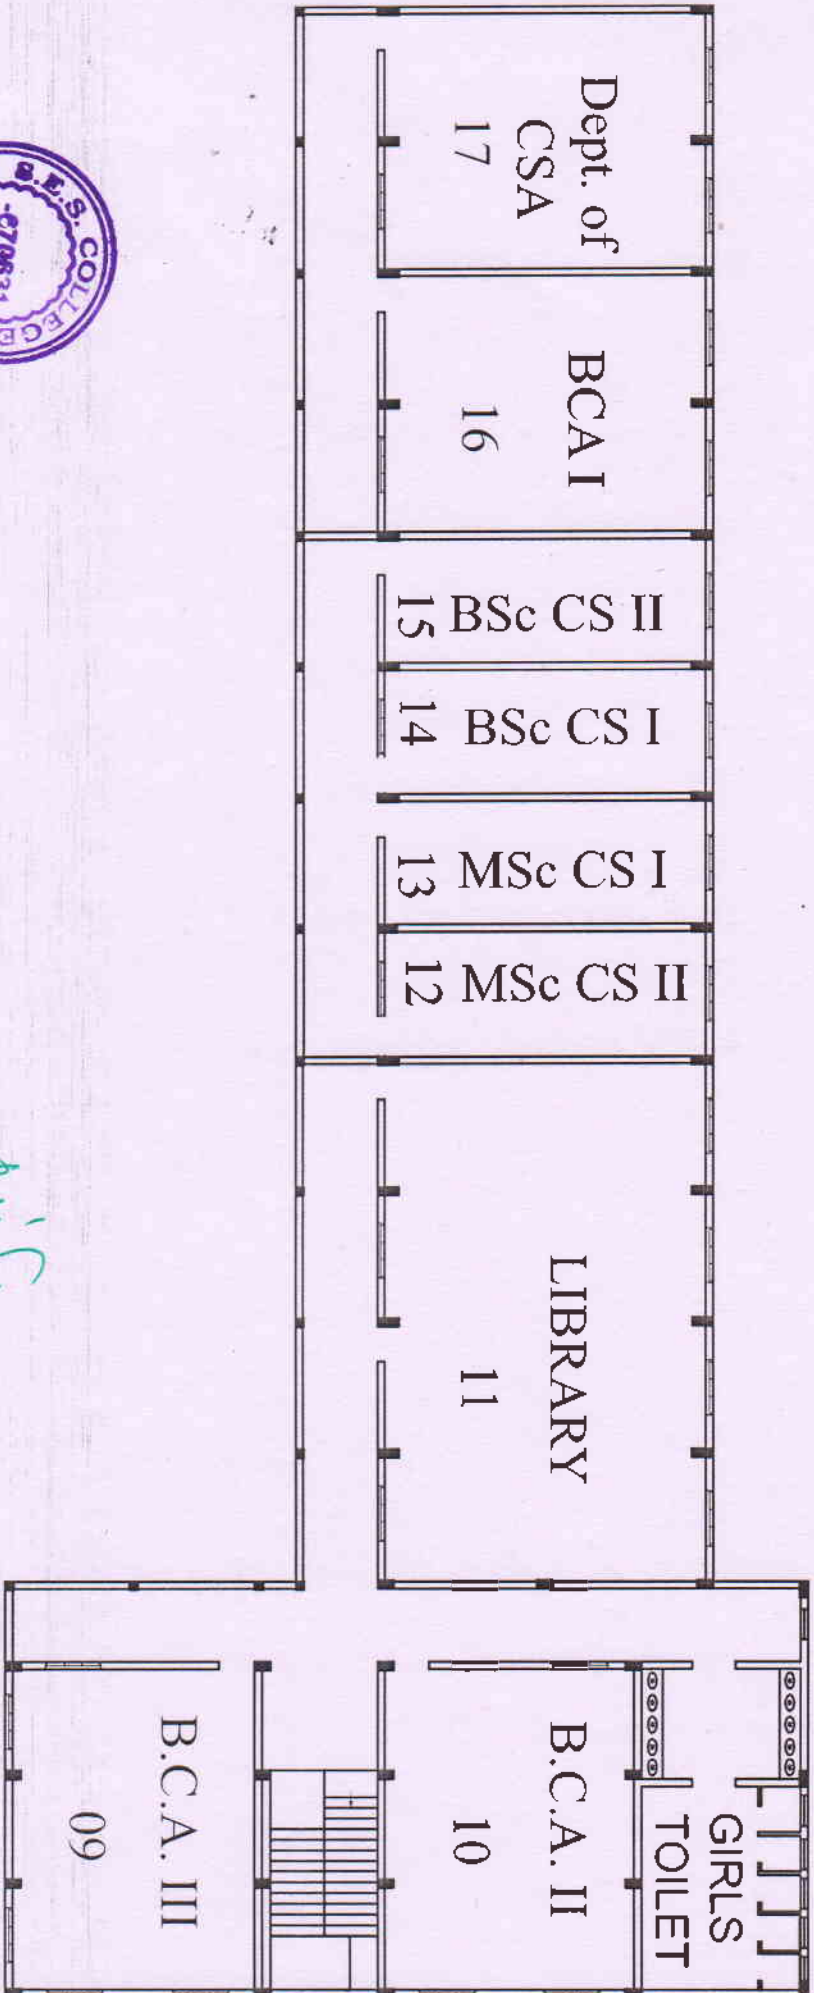 Dept. of
CSA
17
BCA I
16
15 BSc CS II
14 BSc CS I
13 MSc CS I
12 MSc CS II
LIBRARY
11
GIRLS
TOILET
B.C.A. II
10
B.C.A. III
09
S.E.S. COLLEGE